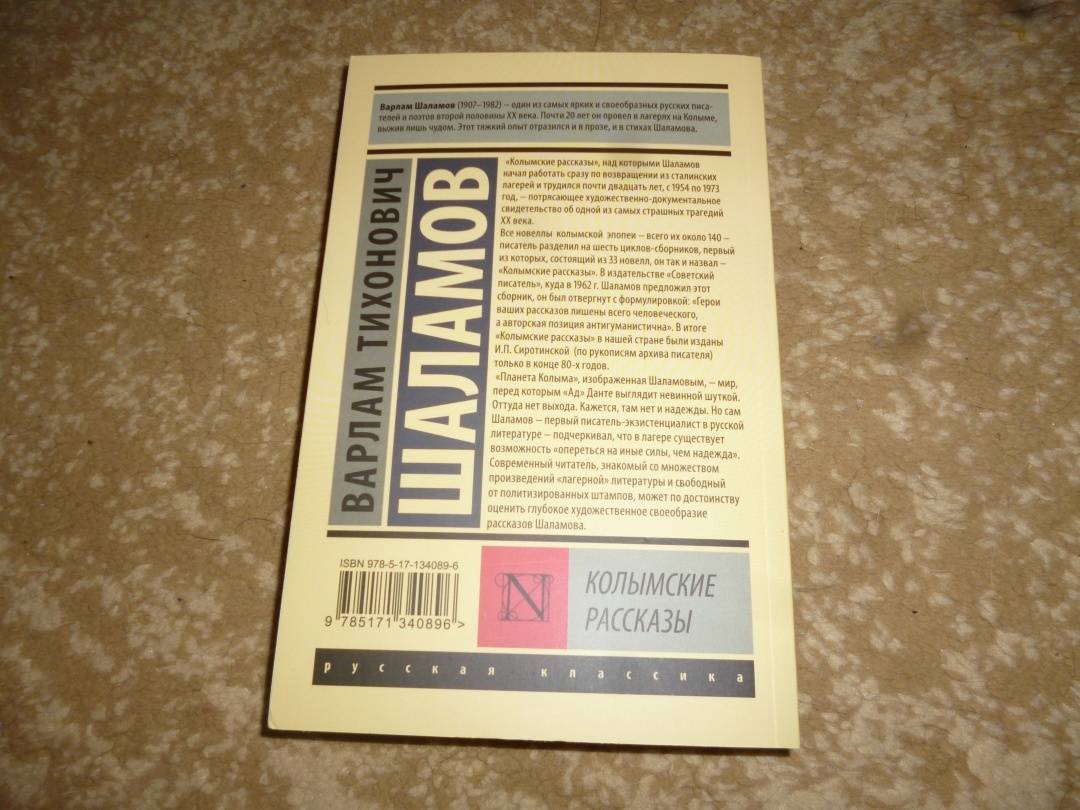 Варлам Шаламов (1907–1982) – один из самых ярких и своеобразных русских писа-
телей и поэтов второй половины XX века. Почти 20 лет он провел в лагерях на Колыме,
выжив лишь чудом. Этот тяжкий опыт отразился и в прозе, и в стихах Шаламова.
ВАРЛАМ ТИХОНОВИЧ
ШАЛАМОВ
«Колымские рассказы», над которыми Шаламов
начал работать сразу по возвращении из сталинских
лагерей и трудился почти двадцать лет, с 1954 по 1973
год, – потрясающее художественно-документальное
свидетельство об одной из самых страшных трагедий
XX века.
Все новеллы колымской эпопеи – всего их около 140 –
писатель разделил на шесть циклов-сборников, первый
из которых, состоящий из 33 новелл, он так и назвал –
«Колымские рассказы». В издательстве «Советский
писатель», куда в 1962 г. Шаламов предложил этот
сборник, он был отвергнут с формулировкой: «Герои
ваших рассказов лишены всего человеческого,
а авторская позиция антигуманистична». В итоге
«Колымские рассказы» в нашей стране были изданы
И.П. Сиротинской (по рукописям архива писателя)
только в конце 80-х годов.
«Планета Колыма», изображенная Шаламовым, – мир,
перед которым «Ад» Данте выглядит невинной шуткой.
Оттуда нет выхода. Кажется, там нет и надежды. Но сам
Шаламов – первый писатель-экзистенциалист в русской
литературе – подчеркивал, что в лагере существует
возможность «опереться на иные силы, чем надежда».
Современный читатель, знакомый со множеством
произведений «лагерной» литературы и свободный
от политизированных штампов, может по достоинству
оценить глубокое художественное своеобразие
рассказов Шаламова.
ISBN 978-5-17-134089-6
9 785171 340896 >
N
КОЛЫМСКИЕ
РАССКАЗЫ
русская классика